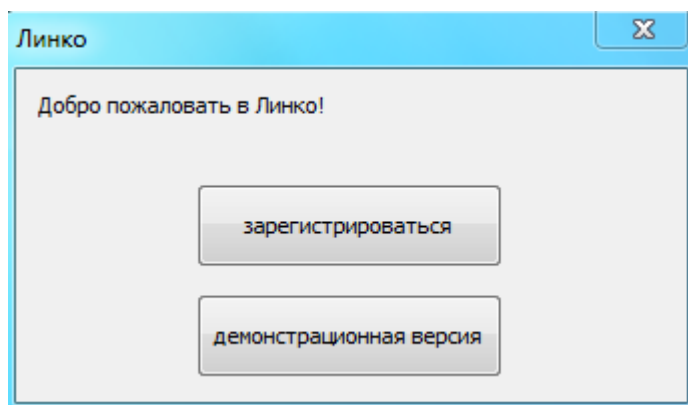 Линко
Добро пожаловать в Линко!
зарегистрироваться
демонстрационная версия